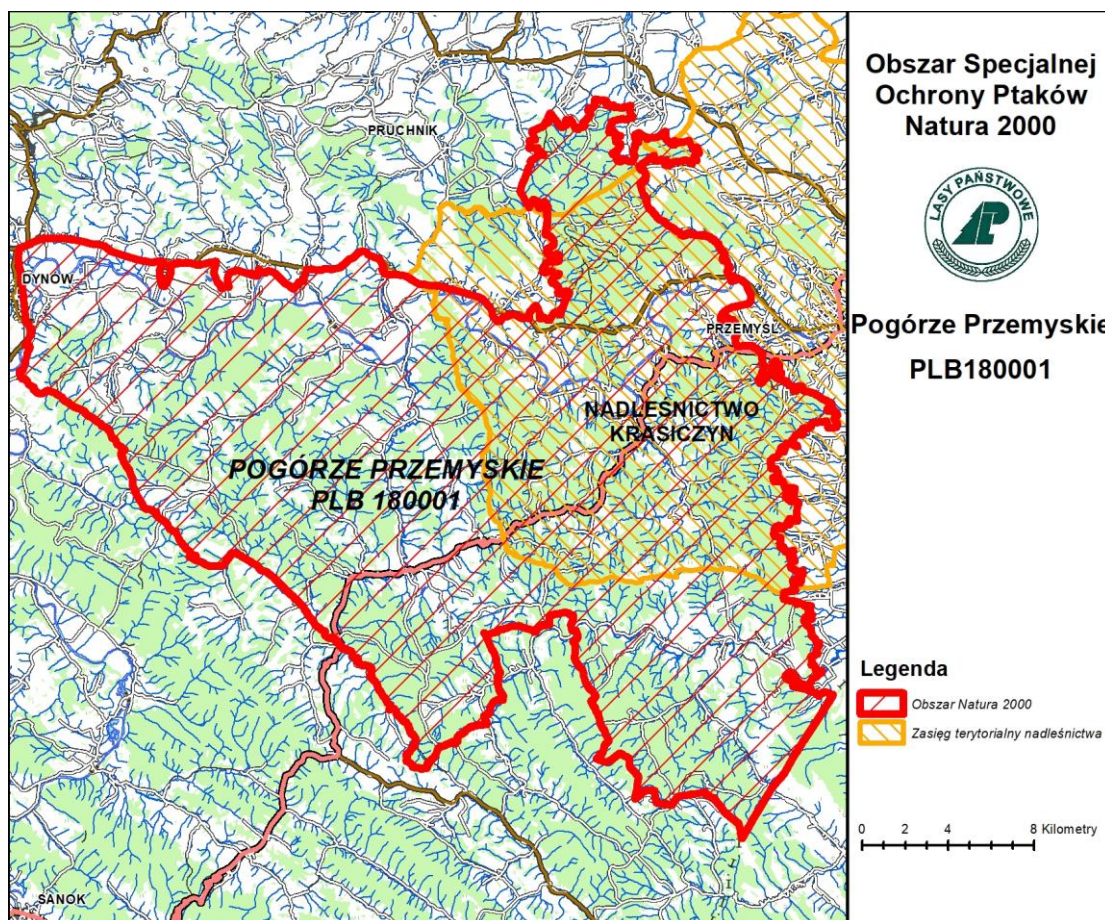 Obszar Specjalnej
Ochrony Ptaków
Natura 2000
LASY PAŃSTWOWE
LP
Pogórze Przemyskie
PLB180001
PRUCHNIK
DYNÓW
PRZEMYŚL
NADLEŚNICTWO
KRASICZYN
POGÓRZE PRZEMYSKIE
PLB 180001
SANOK
Legenda
Obszar Natura 2000
Zasięg terytorialny nadleśnictwa
0 2 4 8 Kilometry